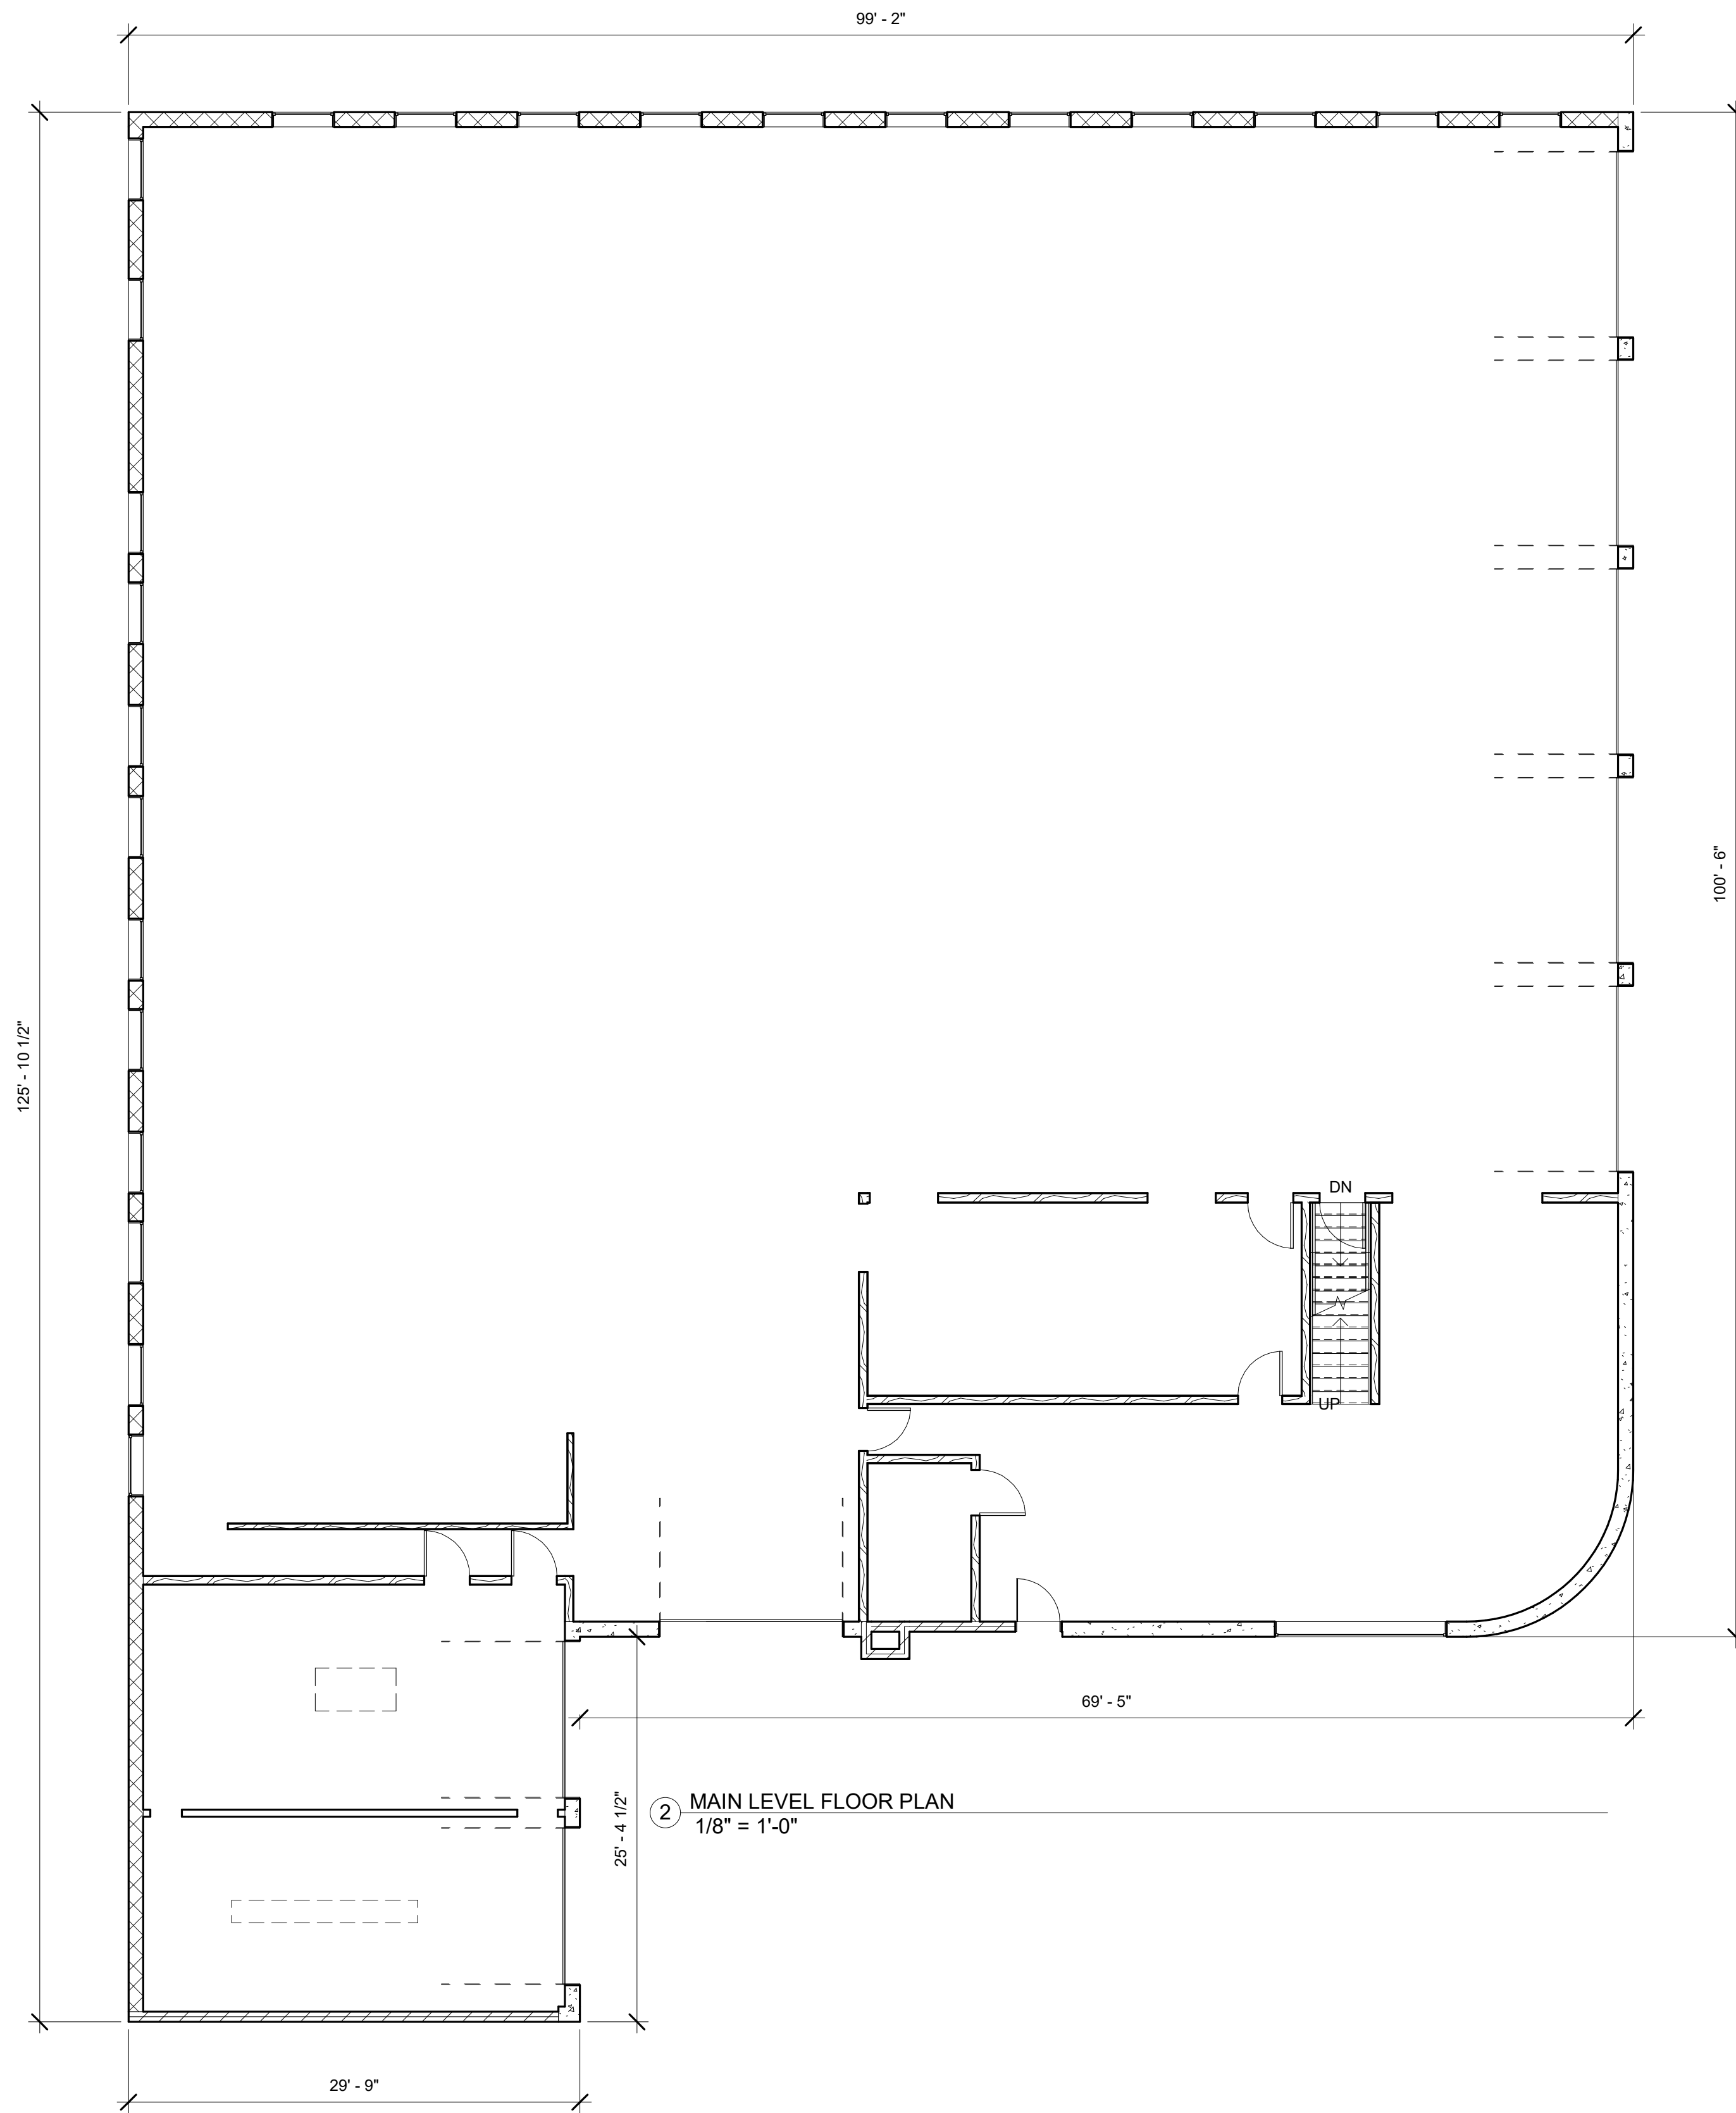 99' - 2"
100' - 6"
125' - 10 1/2"
DN
UP
69' - 5"
25' - 4 1/2"
2
MAIN LEVEL FLOOR PLAN
1/8" = 1'-0"
29' - 9"